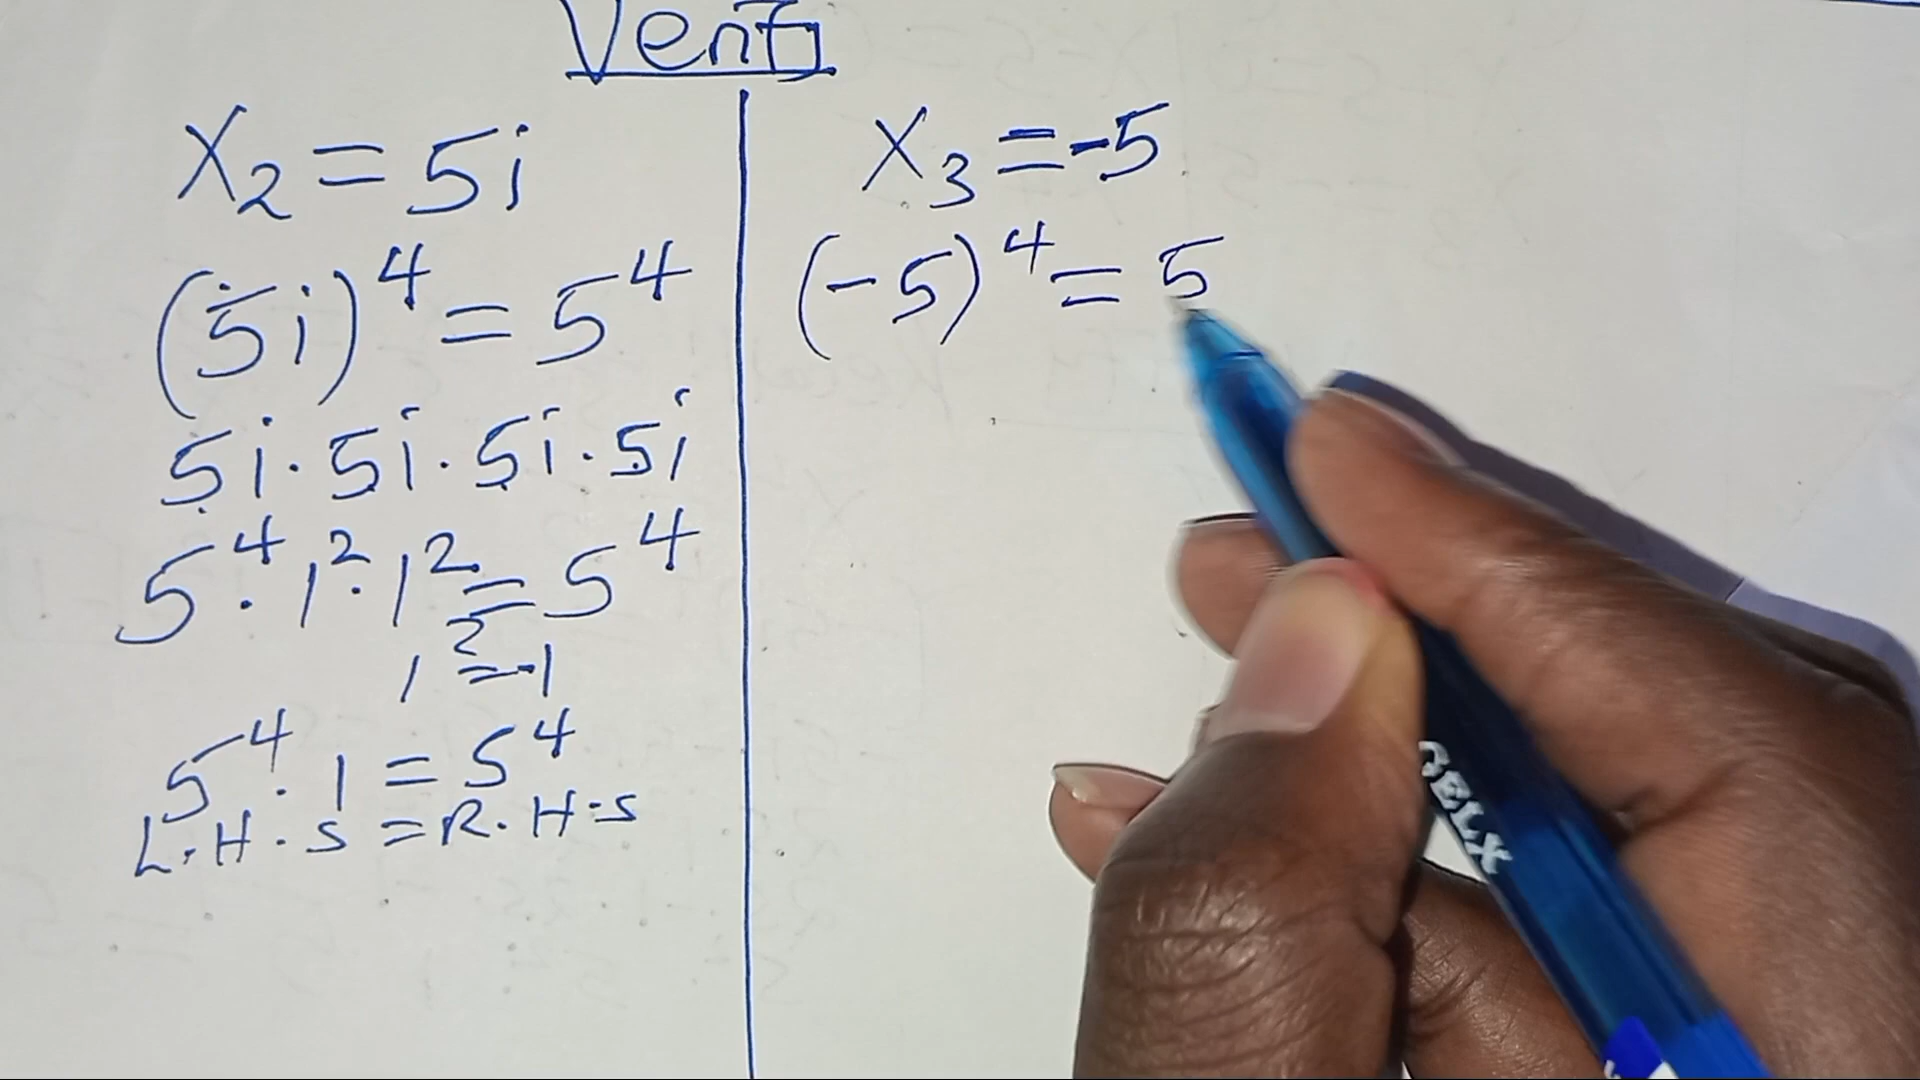 Verify
X₂ = 5i
(5i)⁴ = 5⁴
5i · 5i · 5i · 5i
5⁴ · i² · i² = 5⁴
i² = -1
5⁴ · 1 = 5⁴
L.H.S = R.H.S
X₃ = -5
(-5)⁴ = 5
BELX